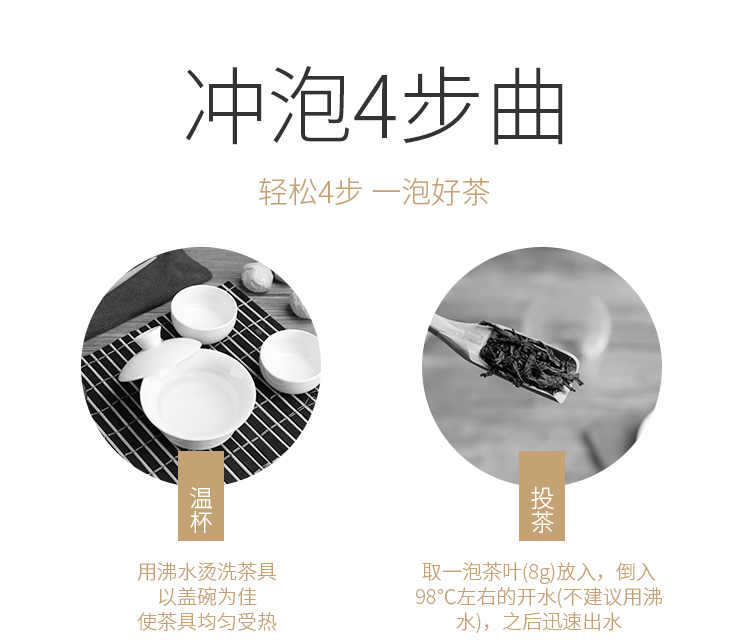 冲泡4步曲
轻松4步 一泡好茶
温杯
用沸水烫洗茶具
以盖碗为佳
使茶具均匀受热
投茶
取一泡茶叶(8g)放入，倒入
98℃左右的开水(不建议用沸
水)，之后迅速出水